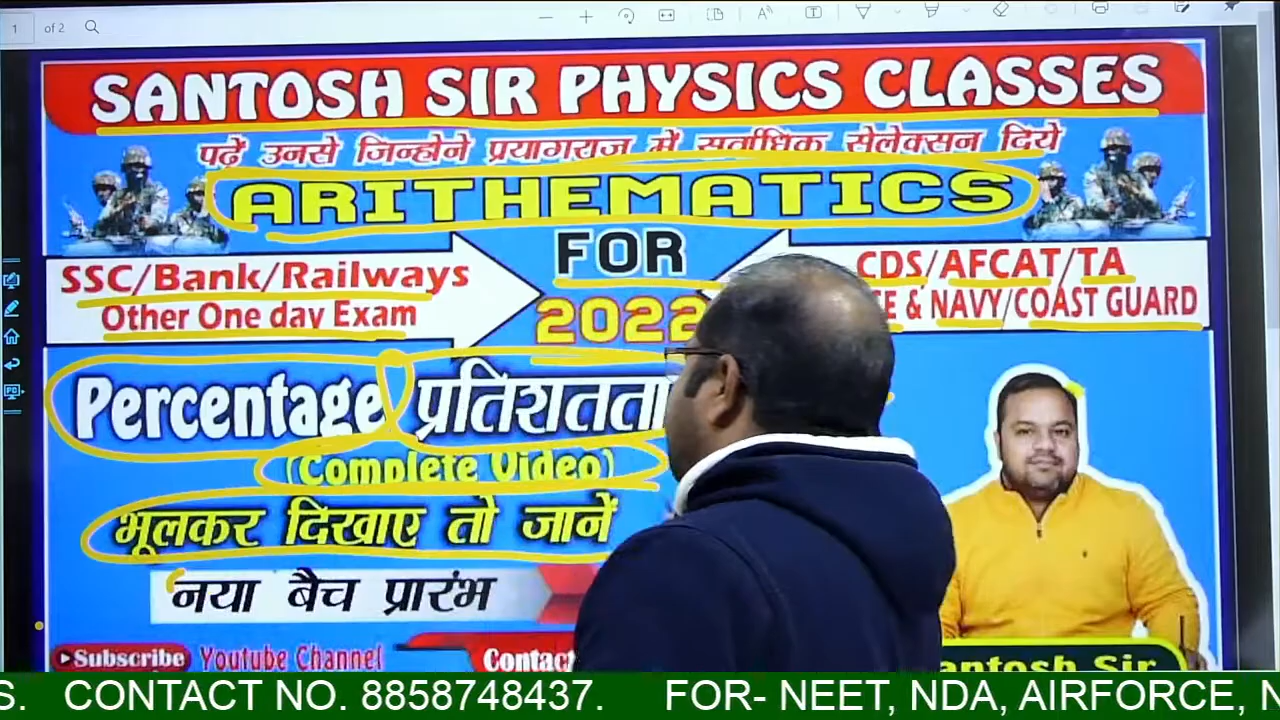 1 of 2
SANTOSH SIR PHYSICS CLASSES
पढ़ें उनसे जिन्होने प्रयागराज में सर्वाधिक सेलेक्सन दिये
ARITHEMATICS
FOR
2022
SSC/Bank/Railways
Other One day Exam
CDS/AFCAT/TA
& NAVY/COAST GUARD
Percentage प्रतिशतता
(Complete Video)
भूलकर दिखाए तो जानें
नया बैच प्रारंभ
Subscribe Youtube Channel
Contact
Santosh Sir
S. CONTACT NO. 8858748437. FOR- NEET, NDA, AIRFORCE, N